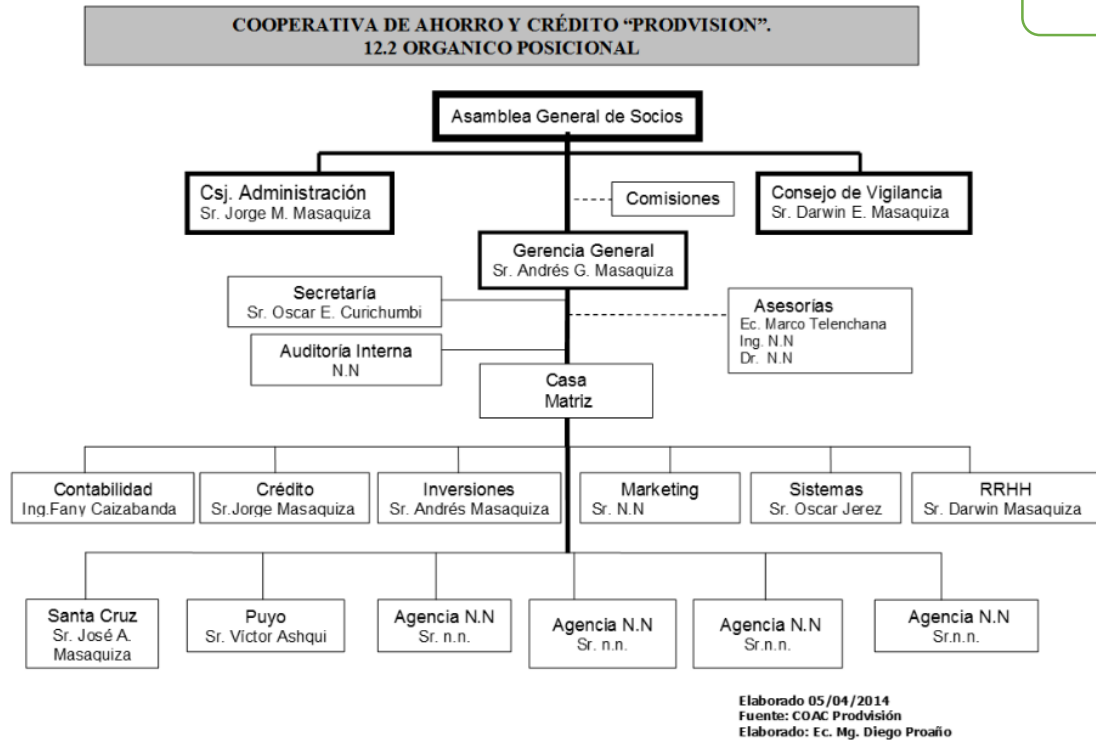 COOPERATIVA DE AHORRO Y CRÉDITO “PRODVISION”.
12.2 ORGANICO POSICIONAL
Asamblea General de Socios
Csj. Administración
Sr. Jorge M. Masaquiza
Comisiones
Consejo de Vigilancia
Sr. Darwin E. Masaquiza
Gerencia General
Sr. Andrés G. Masaquiza
Secretaría
Sr. Oscar E. Curichumbi
Asesorías
Ec. Marco Telenchana
Ing. N.N
Dr. N.N
Auditoría Interna
N.N
Casa
Matriz
Contabilidad
Ing.Fany Caizabanda
Crédito
Sr.Jorge Masaquiza
Inversiones
Sr. Andrés Masaquiza
Marketing
Sr. N.N
Sistemas
Sr. Oscar Jerez
RRHH
Sr. Darwin Masaquiza
Santa Cruz
Sr. José A.
Masaquiza
Puyo
Sr. Víctor Ashqui
Agencia N.N
Sr. n.n.
Agencia N.N
Sr. n.n.
Agencia N.N
Sr.n.n.
Agencia N.N
Sr.n.n.
Elaborado 05/04/2014
Fuente: COAC Prodvisión
Elaborado: Ec. Mg. Diego Proaño